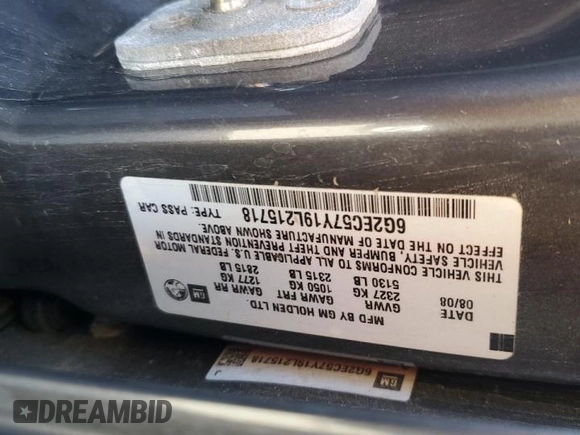 MFD BY GM HOLDEN LTD.
DATE GVWR GAWR FRT GAWR RR
08/08 2327 KG 1050 KG 1277 KG
5130 LB 2315 LB 2815 LB
THIS VEHICLE CONFORMS TO ALL APPLICABLE U.S. FEDERAL MOTOR
VEHICLE SAFETY, BUMPER AND THEFT PREVENTION STANDARDS IN
EFFECT ON THE DATE OF MANUFACTURE SHOWN ABOVE.
6G2EC57Y19L215718 TYPE: PASS CAR
GM
GM
6G2EC57Y19L215718
DREAMBID